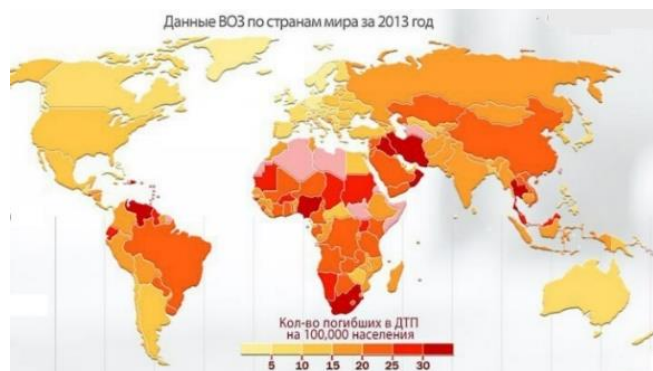 Данные ВОЗ по странам мира за 2013 год
Кол-во погибших в ДТП
на 100,000 населения
5 10 15 20 25 30